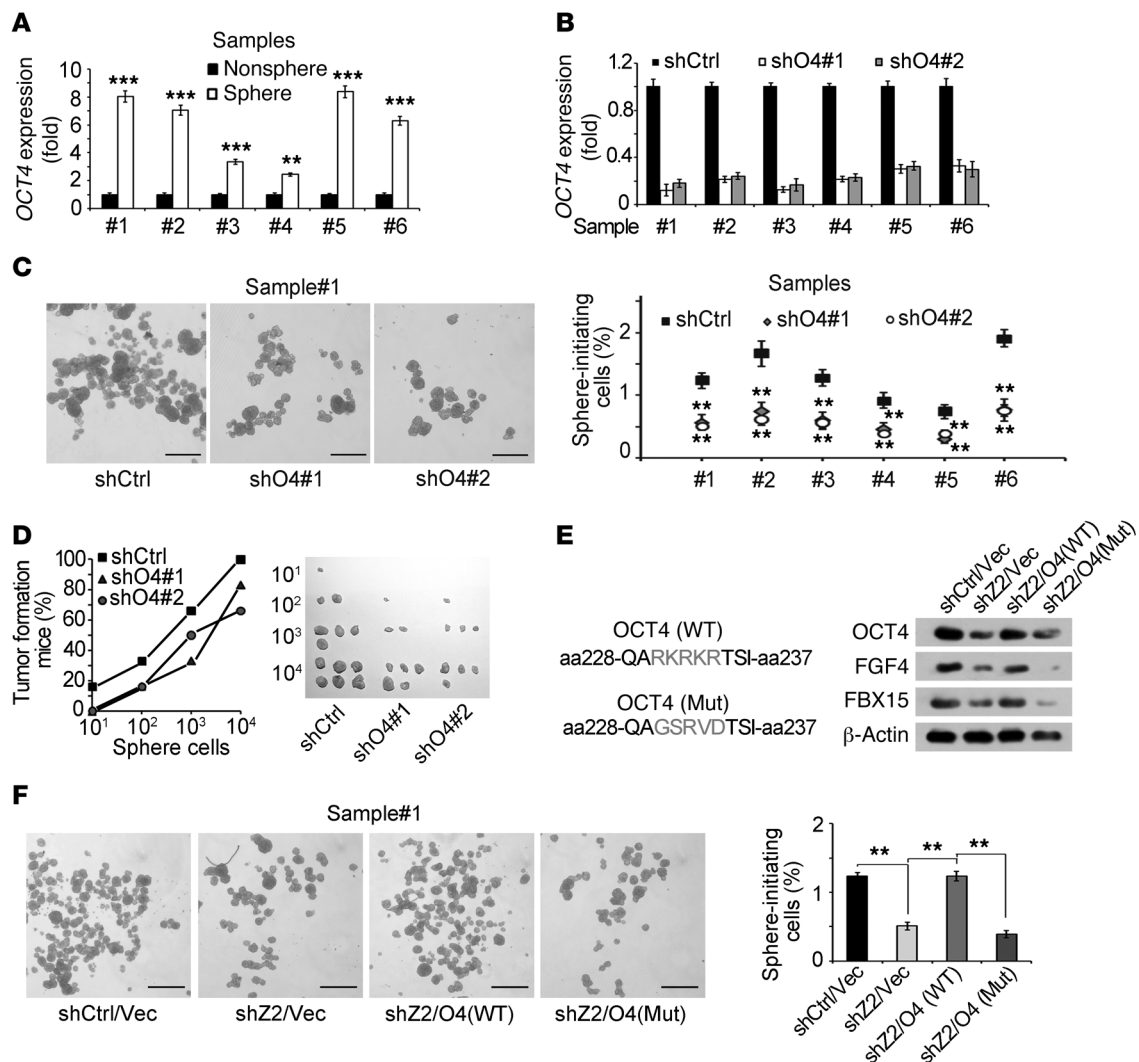 A
Samples
Nonsphere
Sphere
OCT4 expression
(fold)
10
8
6
4
2
0
***
***
***
**
***
***
#1 #2 #3 #4 #5 #6
B
shCtrl shO4#1 shO4#2
OCT4 expression
(fold)
1.2
0.8
0.4
0
Sample #1 #2 #3 #4 #5 #6
C
Sample#1
shCtrl shO4#1 shO4#2
Samples
shCtrl shO4#1 shO4#2
Sphere-initiating
cells (%)
2
1
0
** ** ** ** ** **
** ** ** ** ** **
#1 #2 #3 #4 #5 #6
D
shCtrl
shO4#1
shO4#2
Tumor formation
mice (%)
100
80
60
40
20
0
10¹ 10² 10³ 10⁴
Sphere cells
10¹
10²
10³
10⁴
shCtrl shO4#1 shO4#2
E
OCT4 (WT)
aa228-QARKRKRTSI-aa237
OCT4 (Mut)
aa228-QAGSRVDTSI-aa237
shCtrl/Vec
shZ2/Vec
shZ2/O4(WT)
shZ2/O4(Mut)
OCT4
FGF4
FBX15
β-Actin
F
Sample#1
shCtrl/Vec shZ2/Vec shZ2/O4(WT) shZ2/O4(Mut)
Sphere-initiating
cells (%)
2
1
0
** ** **
shCtrl/Vec
shZ2/Vec
shZ2/O4 (WT)
shZ2/O4 (Mut)